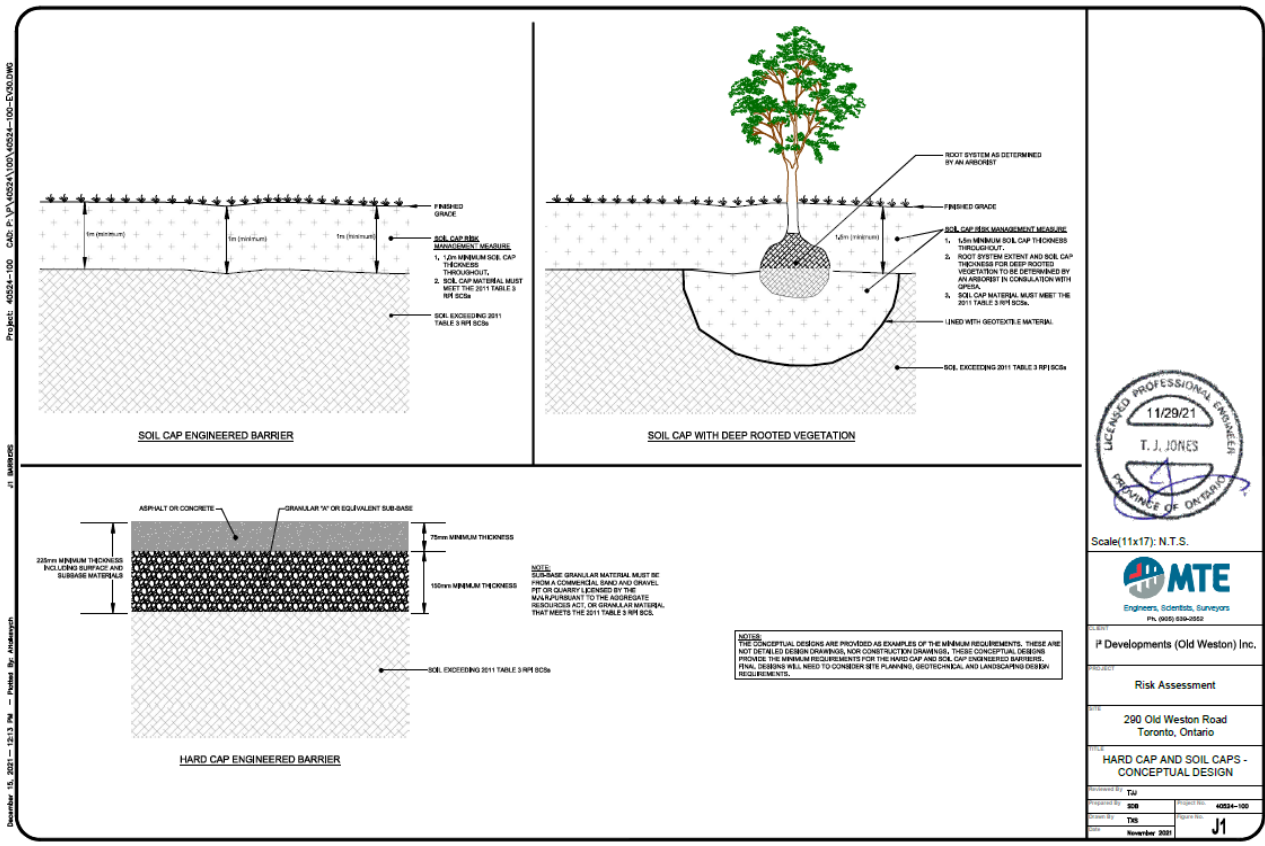 FINISHED
GRADE
1m (minimum)
1m (minimum)
1m (minimum)
SOIL CAP RISK
MANAGEMENT MEASURE
1. 1.0m MINIMUM SOIL CAP
THICKNESS
THROUGHOUT.
2. SOIL CAP MATERIAL MUST
MEET THE 2011 TABLE 3
RPI SCSs
SOIL EXCEEDING 2011
TABLE 3 RPI SCSs
SOIL CAP ENGINEERED BARRIER
ROOT SYSTEM AS DETERMINED
BY AN ARBORIST
FINISHED GRADE
1.5m (minimum)
SOIL CAP RISK MANAGEMENT MEASURE
1. 1.5m MINIMUM SOIL CAP THICKNESS
THROUGHOUT.
2. ROOT SYSTEM EXTENT AND SOIL CAP
THICKNESS FOR DEEP ROOTED
VEGETATION TO BE DETERMINED BY
AN ARBORIST IN CONSULATION WITH
QPESA.
3. SOIL CAP MATERIAL MUST MEET THE
2011 TABLE 3 RPI SCSs.
LINED WITH GEOTEXTILE MATERIAL
SOIL EXCEEDING 2011 TABLE 3 RPI SCSs
SOIL CAP WITH DEEP ROOTED VEGETATION
ASPHALT OR CONCRETE
GRANULAR "A" OR EQUIVALENT SUB-BASE
225mm MINIMUM THICKNESS
INCLUDING SURFACE AND
SUBBASE MATERIALS
75mm MINIMUM THICKNESS
150mm MINIMUM THICKNESS
SOIL EXCEEDING 2011 TABLE 3 RPI SCSs
HARD CAP ENGINEERED BARRIER
NOTE:
SUB-BASE GRANULAR MATERIAL MUST BE
FROM A COMMERCIAL SAND AND GRAVEL
PIT OR QUARRY LICENSED BY THE
PURSUANT TO THE AGGREGATE
RESOURCES ACT, OR GRANULAR MATERIAL
THAT MEETS THE 2011 TABLE 3 RPI SCS.
NOTES:
THE CONCEPTUAL DESIGNS ARE PROVIDED AS EXAMPLES OF THE MINIMUM REQUIREMENTS. THESE ARE
NOT DETAILED DESIGN DRAWINGS, NOR CONSTRUCTION DRAWINGS. THESE CONCEPTUAL DESIGNS
PROVIDE THE MINIMUM REQUIREMENTS FOR THE HARD CAP AND SOIL CAP ENGINEERED BARRIERS.
FINAL DESIGNS WILL NEED TO CONSIDER SITE PLANNING, GEOTECHNICAL AND LANDSCAPING DESIGN
REQUIREMENTS.
LICENSED PROFESSIONAL ENGINEER
11/29/21
T. J. JONES
PROVINCE OF ONTARIO
Scale(11x17): N.T.S.
MTE
Engineers, Scientists, Surveyors
Ph. (905) 639-2552
CLIENT
i² Developments (Old Weston) Inc.
PROJECT
Risk Assessment
SITE
290 Old Weston Road
Toronto, Ontario
TITLE
HARD CAP AND SOIL CAPS -
CONCEPTUAL DESIGN
Reviewed By TJJ
Prepared By SDB
Project No. 40524-100
Drawn By TXS
Figure No. J1
Date November 2021
Project: 40524-100 CAD: P:\P\40524\100\40524-100-EV30.DWG
J1 BARRIERS
December 15, 2021 — 12:13 PM — Plotted By: